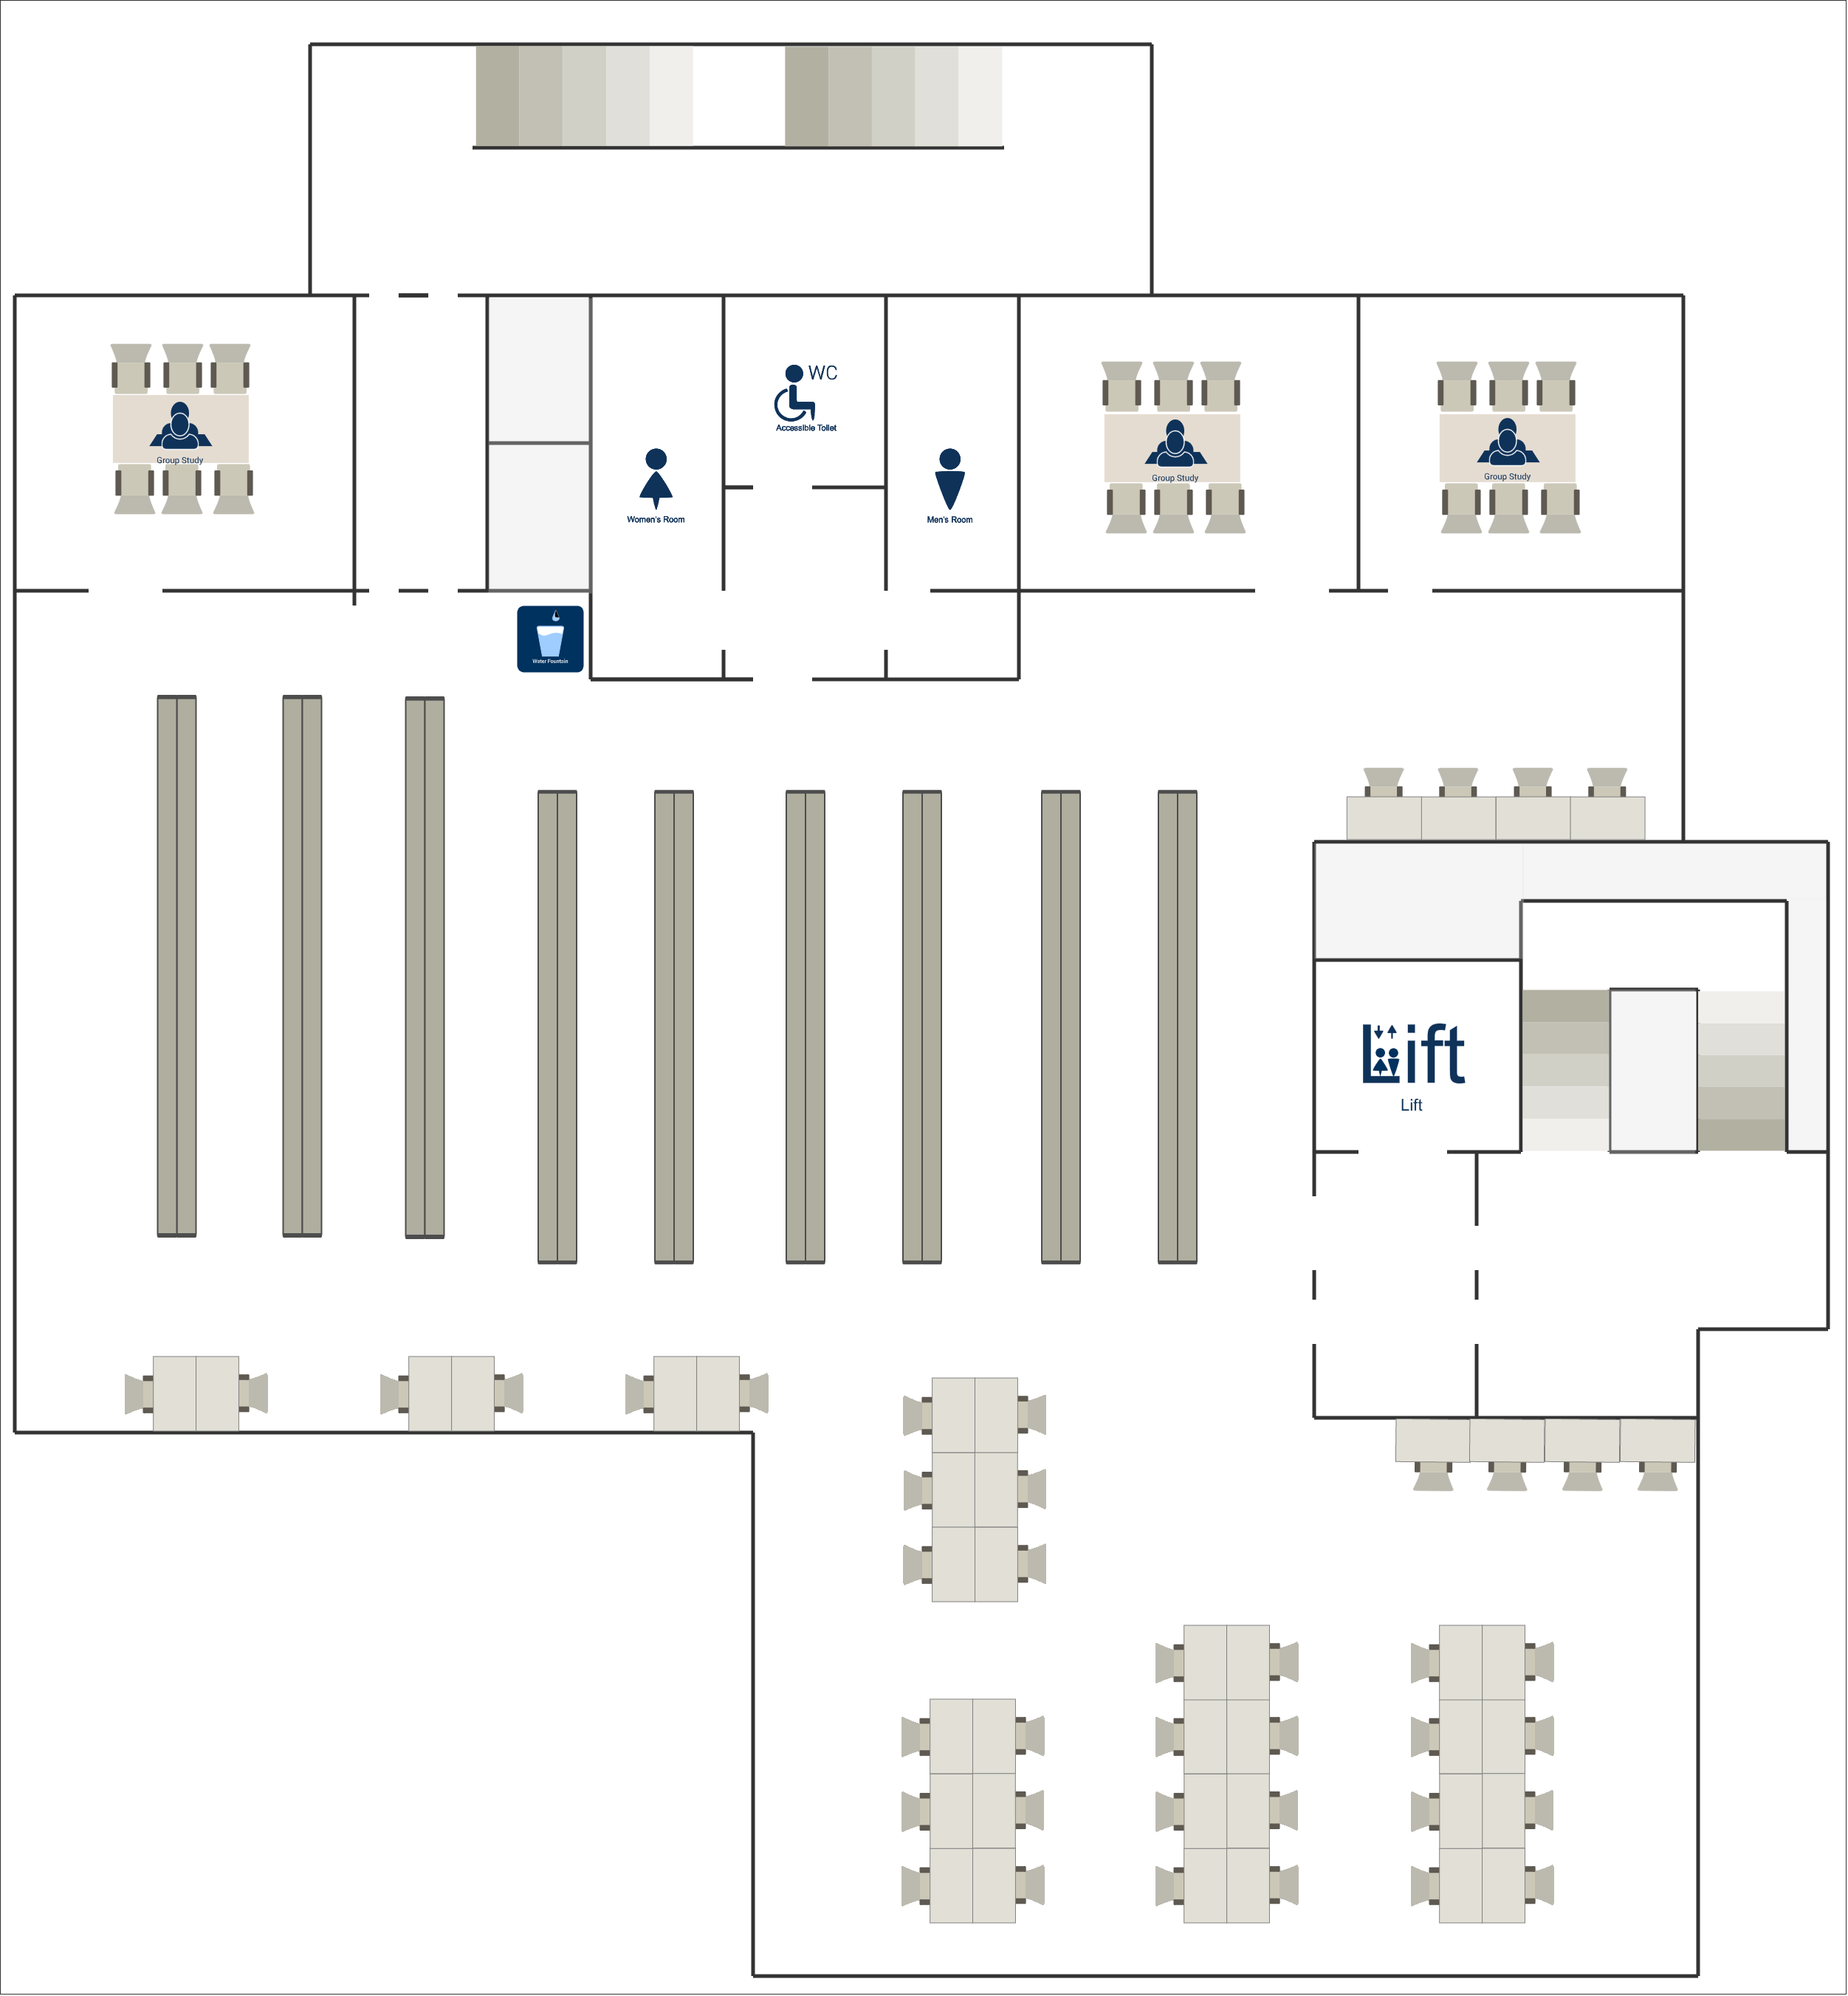 WC
Accessible Toilet
Group Study
Women's Room
Men's Room
Group Study
Group Study
Water Fountain
Lift
Lift